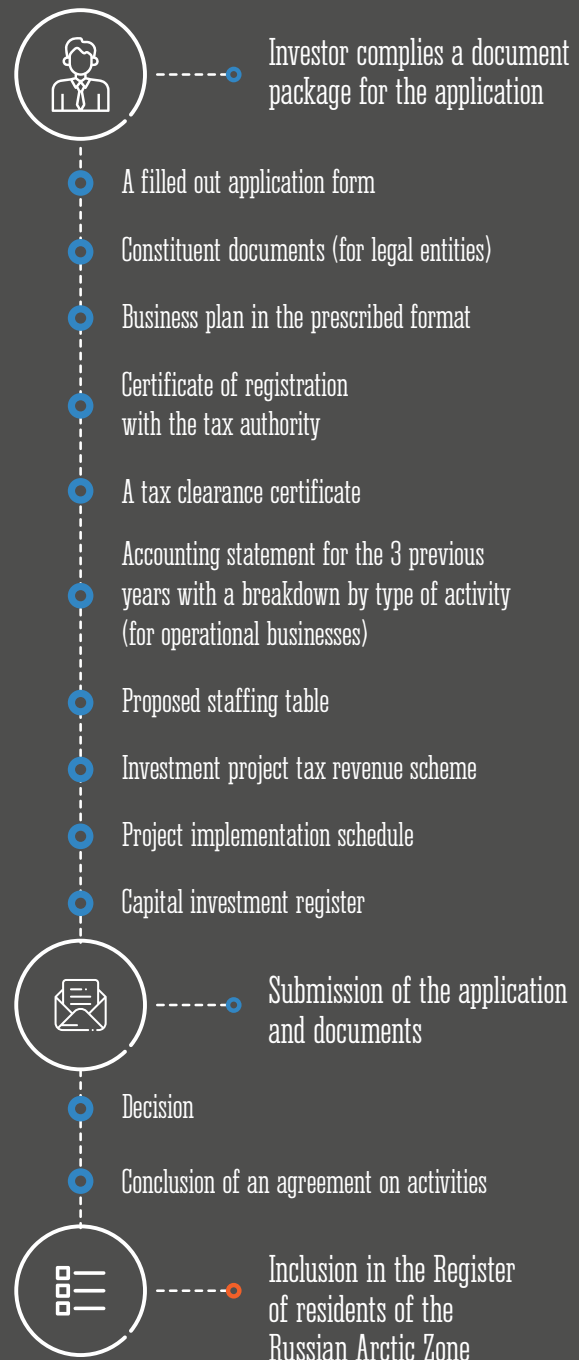 Investor complies a document
package for the application
A filled out application form
Constituent documents (for legal entities)
Business plan in the prescribed format
Certificate of registration
with the tax authority
A tax clearance certificate
Accounting statement for the 3 previous
years with a breakdown by type of activity
(for operational businesses)
Proposed staffing table
Investment project tax revenue scheme
Project implementation schedule
Capital investment register
Submission of the application
and documents
Decision
Conclusion of an agreement on activities
Inclusion in the Register
of residents of the
Russian Arctic Zone